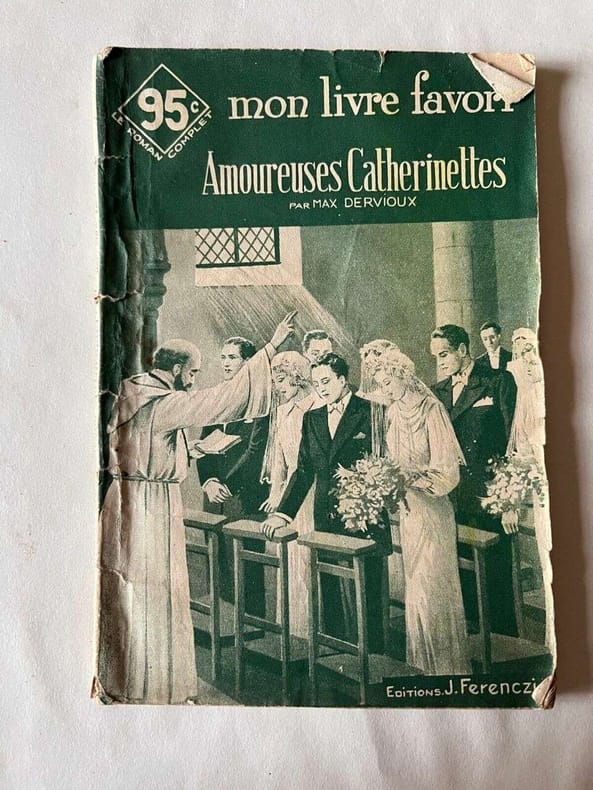 95c
LE ROMAN COMPLET
mon livre favori
Amoureuses Catherinettes
PAR MAX DERVIOUX
EDITIONS. J. FERENCZI